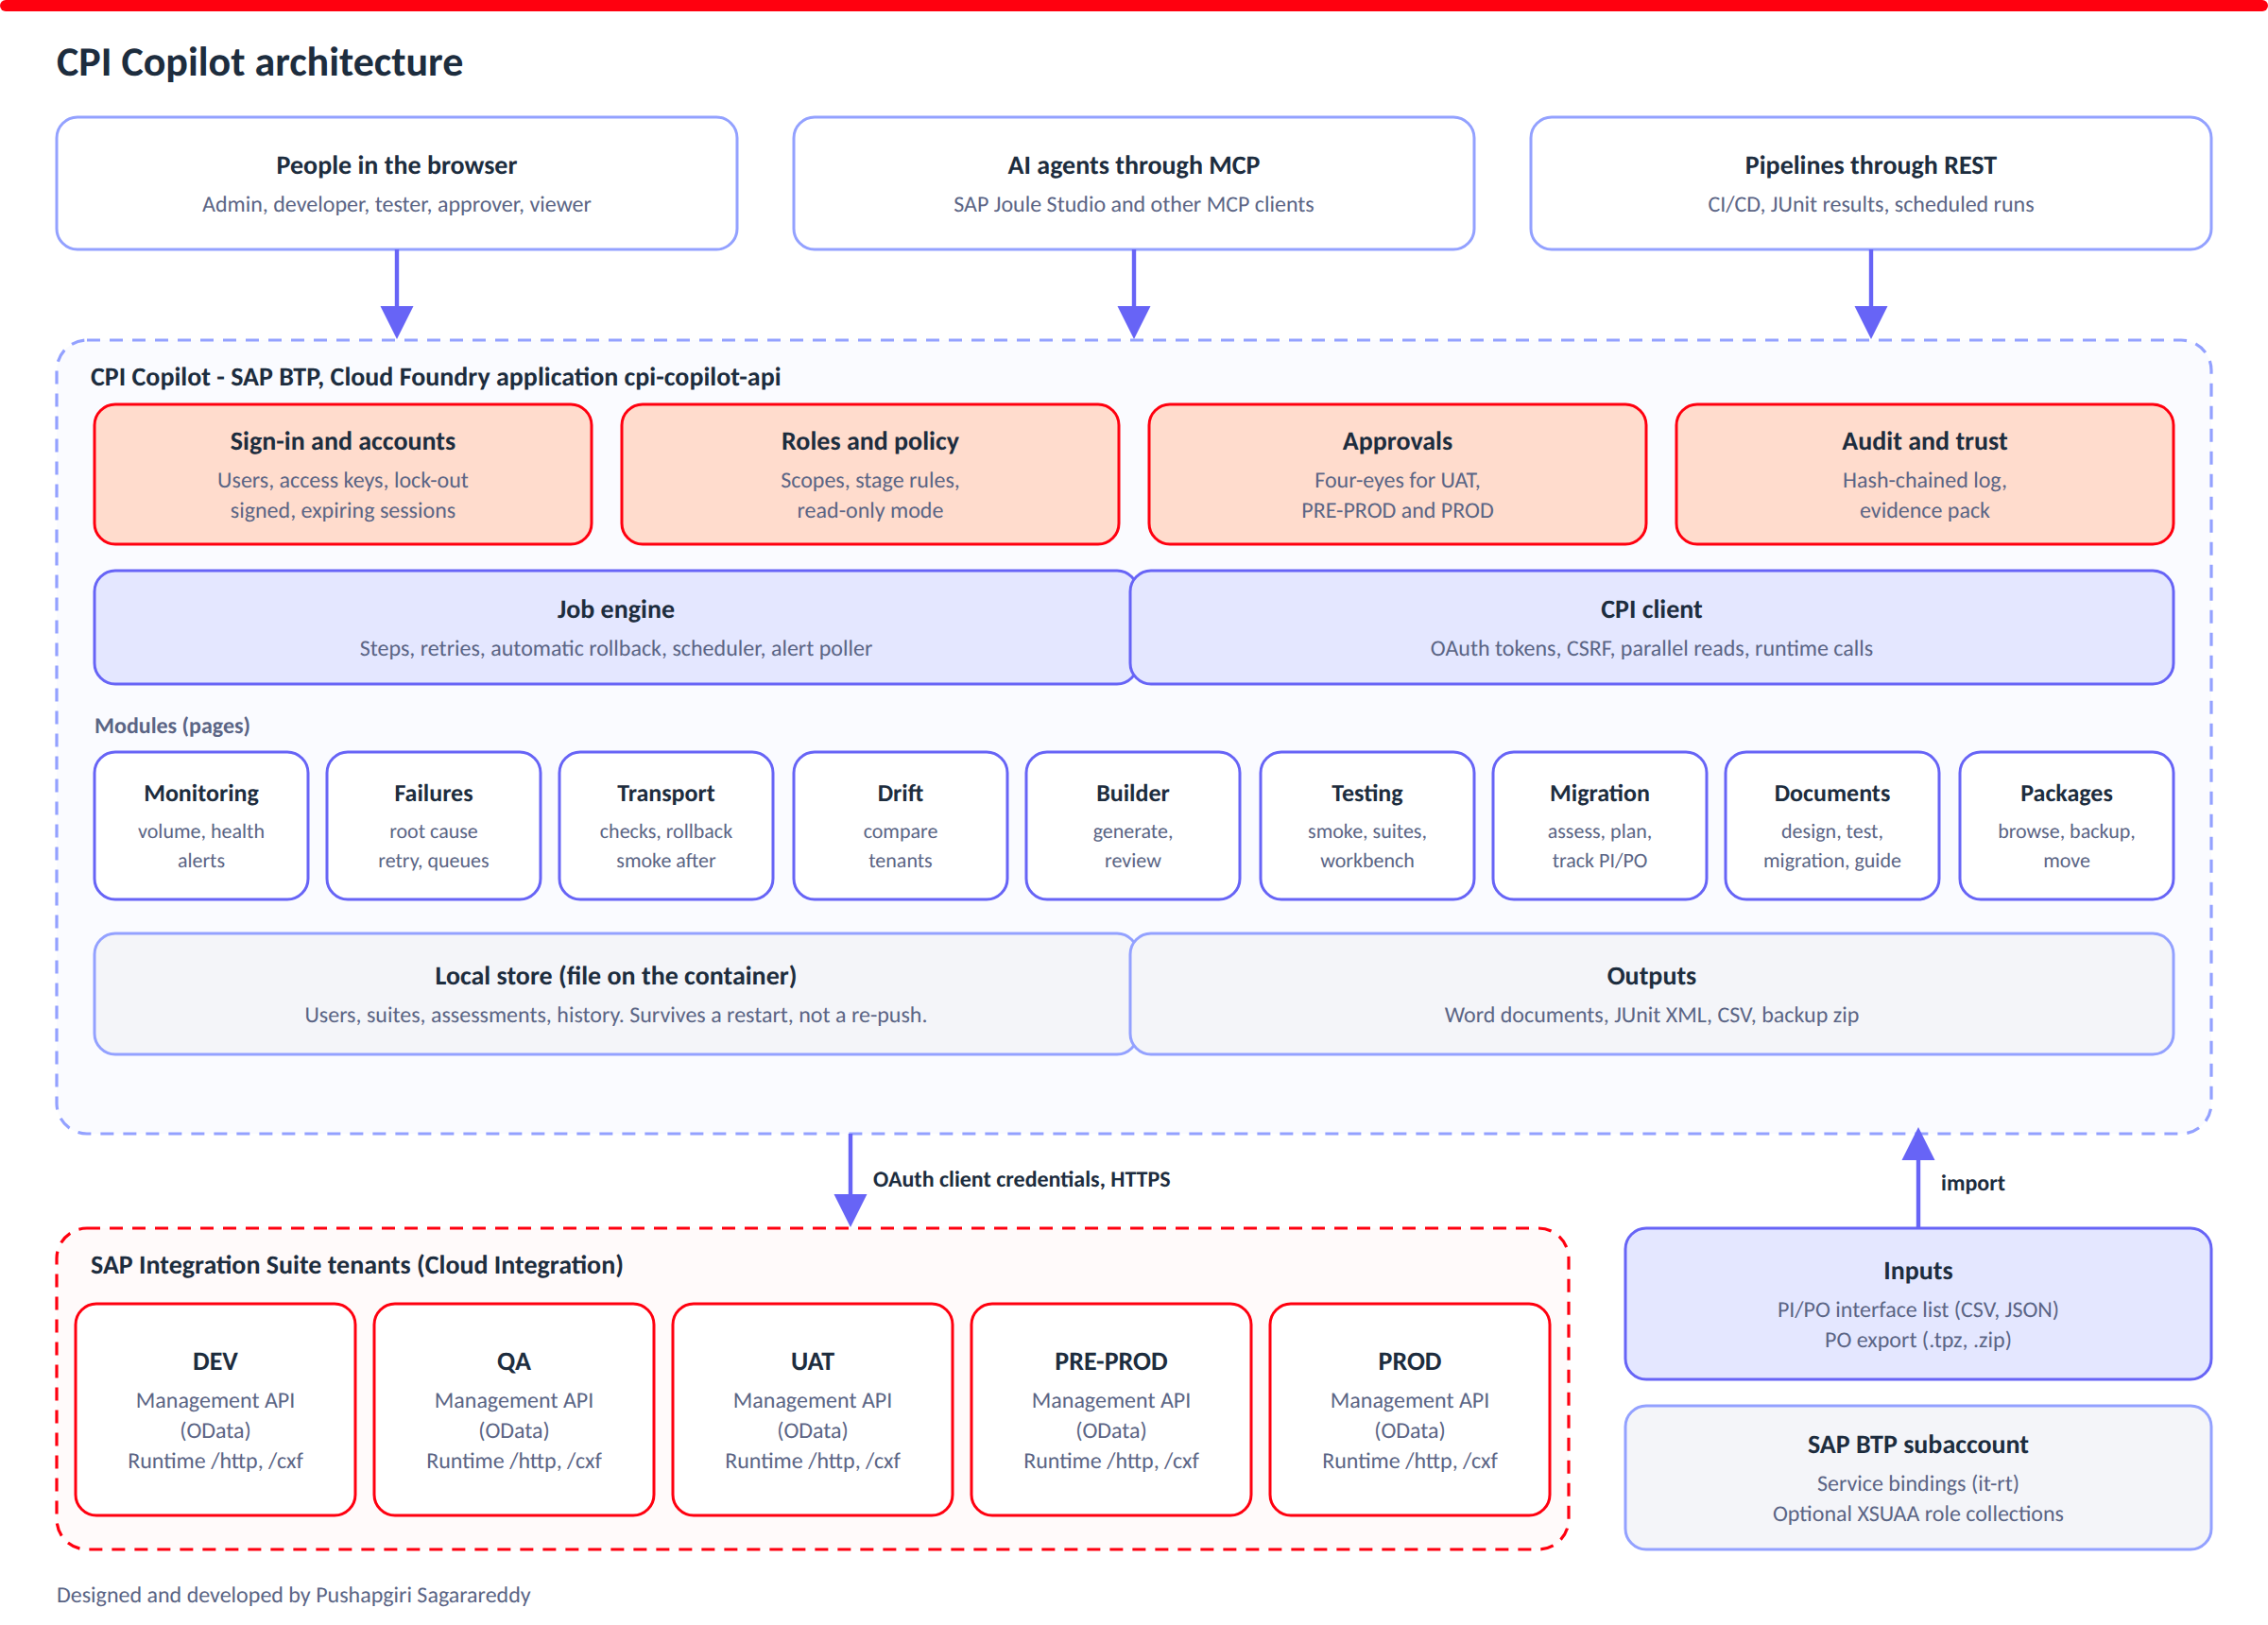 CPI Copilot architecture
People in the browser
Admin, developer, tester, approver, viewer
AI agents through MCP
SAP Joule Studio and other MCP clients
Pipelines through REST
CI/CD, JUnit results, scheduled runs
CPI Copilot - SAP BTP, Cloud Foundry application cpi-copilot-api
Sign-in and accounts
Users, access keys, lock-out
signed, expiring sessions
Roles and policy
Scopes, stage rules,
read-only mode
Approvals
Four-eyes for UAT,
PRE-PROD and PROD
Audit and trust
Hash-chained log,
evidence pack
Job engine
Steps, retries, automatic rollback, scheduler, alert poller
CPI client
OAuth tokens, CSRF, parallel reads, runtime calls
Modules (pages)
Monitoring
volume, health
alerts
Failures
root cause
retry, queues
Transport
checks, rollback
smoke after
Drift
compare
tenants
Builder
generate,
review
Testing
smoke, suites,
workbench
Migration
assess, plan,
track PI/PO
Documents
design, test,
migration, guide
Packages
browse, backup,
move
Local store (file on the container)
Users, suites, assessments, history. Survives a restart, not a re-push.
Outputs
Word documents, JUnit XML, CSV, backup zip
OAuth client credentials, HTTPS
import
SAP Integration Suite tenants (Cloud Integration)
DEV
Management API
(OData)
Runtime /http, /cxf
QA
Management API
(OData)
Runtime /http, /cxf
UAT
Management API
(OData)
Runtime /http, /cxf
PRE-PROD
Management API
(OData)
Runtime /http, /cxf
PROD
Management API
(OData)
Runtime /http, /cxf
Inputs
PI/PO interface list (CSV, JSON)
PO export (.tpz, .zip)
SAP BTP subaccount
Service bindings (it-rt)
Optional XSUAA role collections
Designed and developed by Pushapgiri Sagarareddy